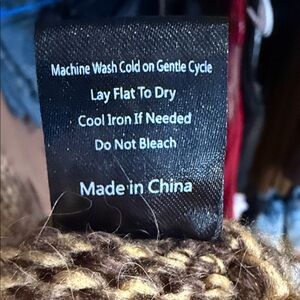 Machine Wash Cold on Gentle Cycle
Lay Flat To Dry
Cool Iron If Needed
Do Not Bleach
Made in China